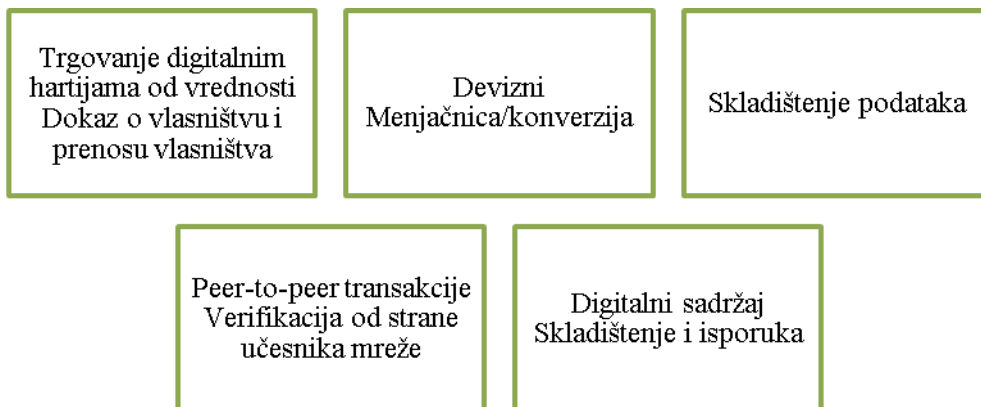 Trgovanje digitalnim
hartijama od vrednosti
Dokaz o vlasništvu i
prenosu vlasništva
Devizni
Menjačnica/konverzija
Skladištenje podataka
Peer-to-peer transakcije
Verifikacija od strane
učesnika mreže
Digitalni sadržaj
Skladištenje i isporuka